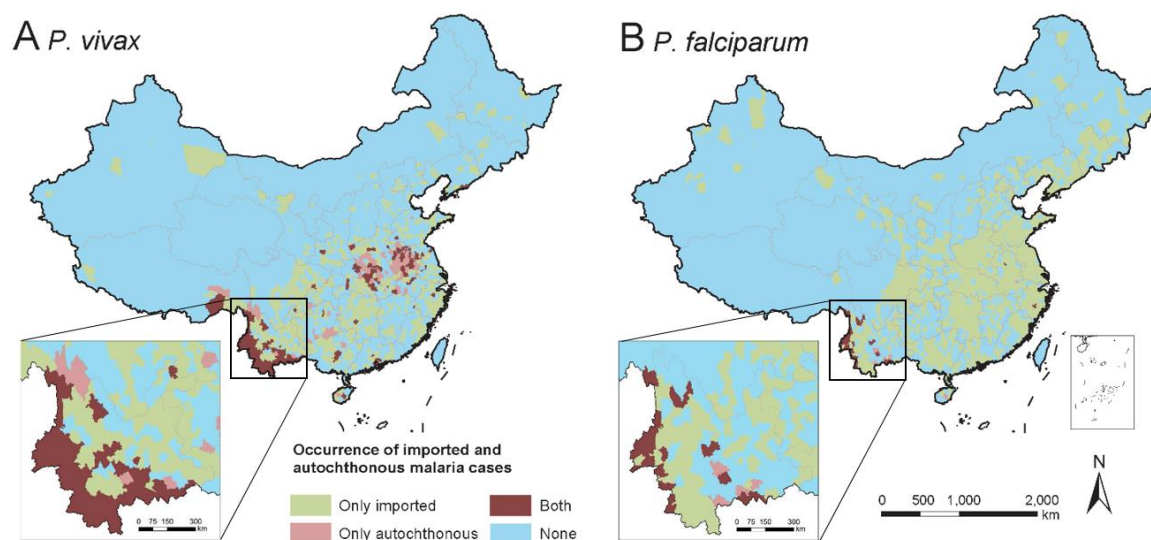 A P. vivax
B P. falciparum
Occurrence of imported and
autochthonous malaria cases
Only imported
Both
Only autochthonous
None
0 75 150 300
km
0 75 150 300
km
N
0 500 1,000 2,000
km